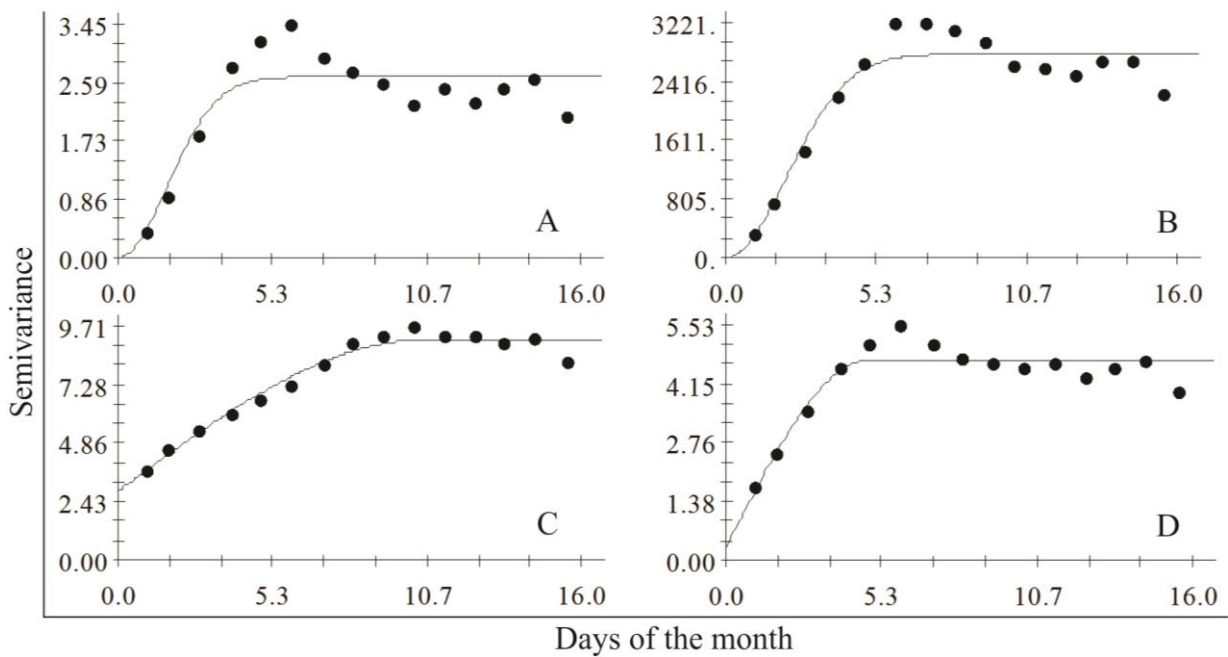 3.45
2.59
1.73
0.86
0.00
A
0.0 5.3 10.7 16.0
3221.
2416.
1611.
805.
0.
B
0.0 5.3 10.7 16.0
9.71
7.28
4.86
2.43
0.00
C
0.0 5.3 10.7 16.0
5.53
4.15
2.76
1.38
0.00
D
0.0 5.3 10.7 16.0
Semivariance
Days of the month